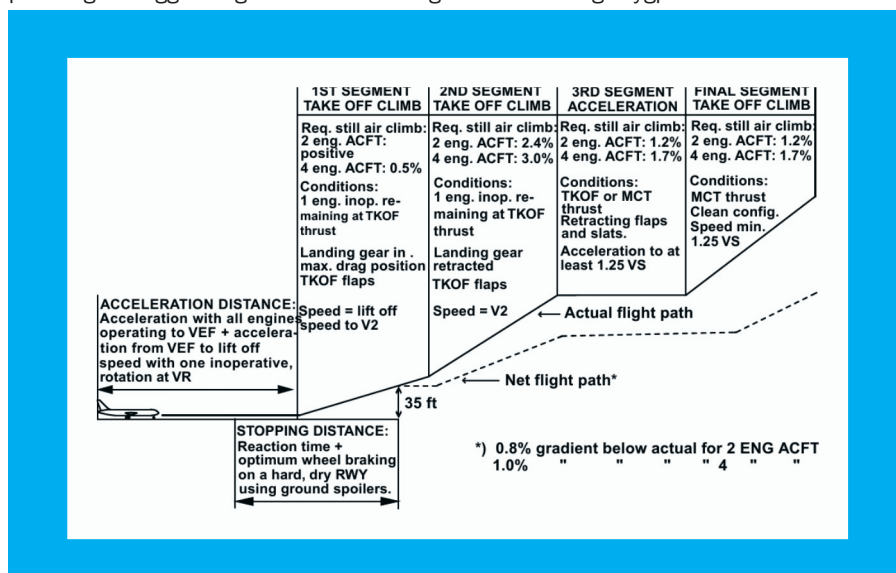 1ST SEGMENT
TAKE OFF CLIMB
2ND SEGMENT
TAKE OFF CLIMB
3RD SEGMENT
ACCELERATION
FINAL SEGMENT
TAKE OFF CLIMB
Req. still air climb:
2 eng. ACFT:
positive
4 eng. ACFT: 0.5%
Conditions:
1 eng. inop. re-
maining at TKOF
thrust
Landing gear in .
max. drag position
TKOF flaps
Speed = lift off
speed to V2
Req. still air climb:
2 eng. ACFT: 2.4%
4 eng. ACFT: 3.0%
Conditions:
1 eng. inop. re-
maining at TKOF
thrust
Landing gear
retracted
TKOF flaps
Speed = V2
Req. still air climb:
2 eng. ACFT: 1.2%
4 eng. ACFT: 1.7%
Conditions:
TKOF or MCT
thrust
Retracting flaps
and slats.
Acceleration to at
least 1.25 VS
Req. still air climb:
2 eng. ACFT: 1.2%
4 eng. ACFT: 1.7%
Conditions:
MCT thrust
Clean config.
Speed min.
1.25 VS
ACCELERATION DISTANCE:
Acceleration with all engines
operating to VEF + accelera-
tion from VEF to lift off
speed with one inoperative,
rotation at VR
Actual flight path
Net flight path*
35 ft
STOPPING DISTANCE:
Reaction time +
optimum wheel braking
on a hard, dry RWY
using ground spoilers.
*) 0.8% gradient below actual for 2 ENG ACFT
1.0% " " " " 4 " "